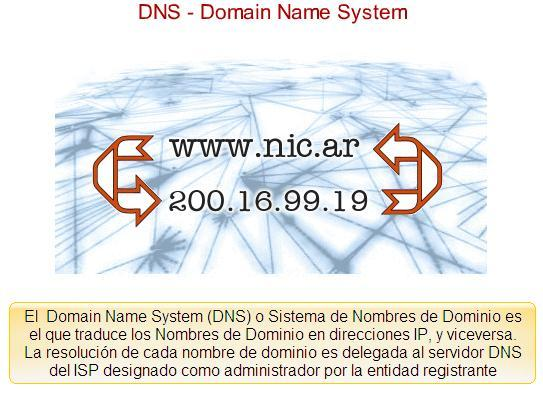 DNS - Domain Name System
www.nic.ar
200.16.99.19
El Domain Name System (DNS) o Sistema de Nombres de Dominio es
el que traduce los Nombres de Dominio en direcciones IP, y viceversa.
La resolución de cada nombre de dominio es delegada al servidor DNS
del ISP designado como administrador por la entidad registrante